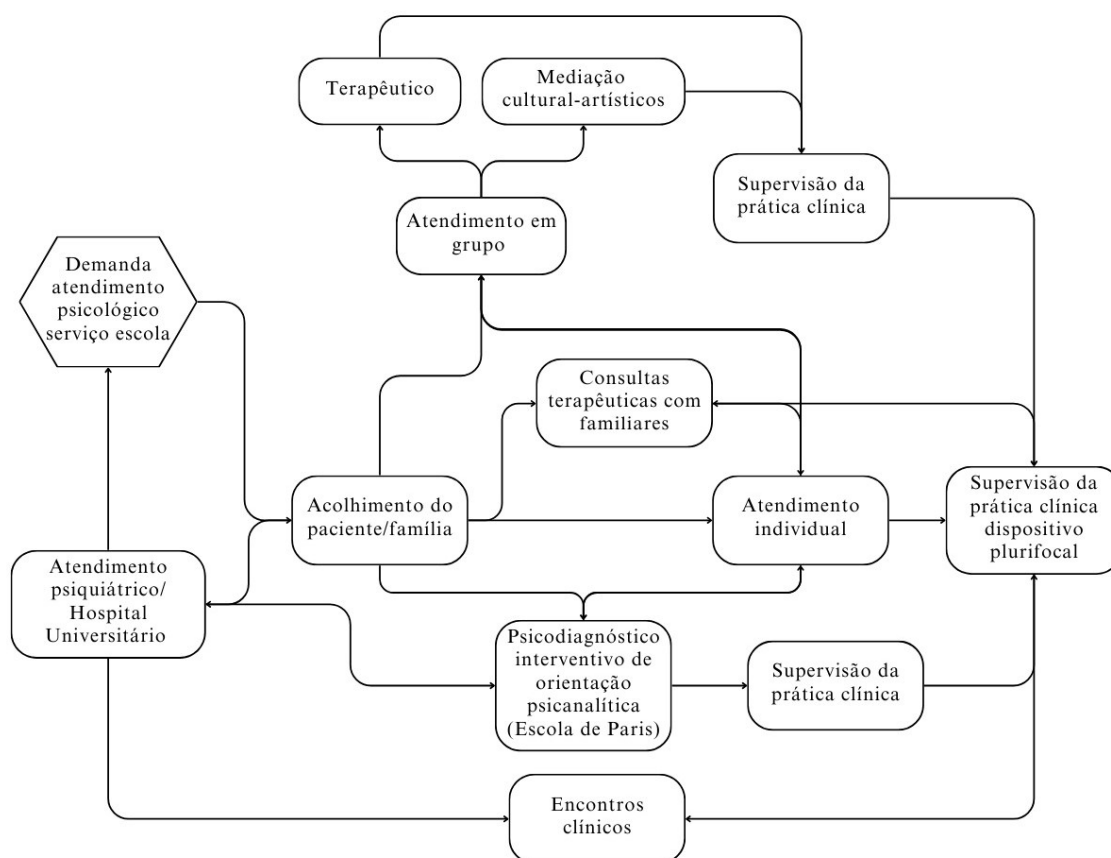 Terapêutico
Mediação
cultural-artísticos
Supervisão da
prática clínica
Atendimento em
grupo
Demanda
atendimento
psicológico
serviço escola
Consultas
terapêuticas com
familiares
Acolhimento do
paciente/família
Atendimento
individual
Supervisão da
prática clínica
dispositivo
plurifocal
Atendimento
psiquiátrico/
Hospital
Universitário
Psicodiagnóstico
interventivo de
orientação
psicanalítica
(Escola de Paris)
Supervisão da
prática clínica
Encontros
clínicos